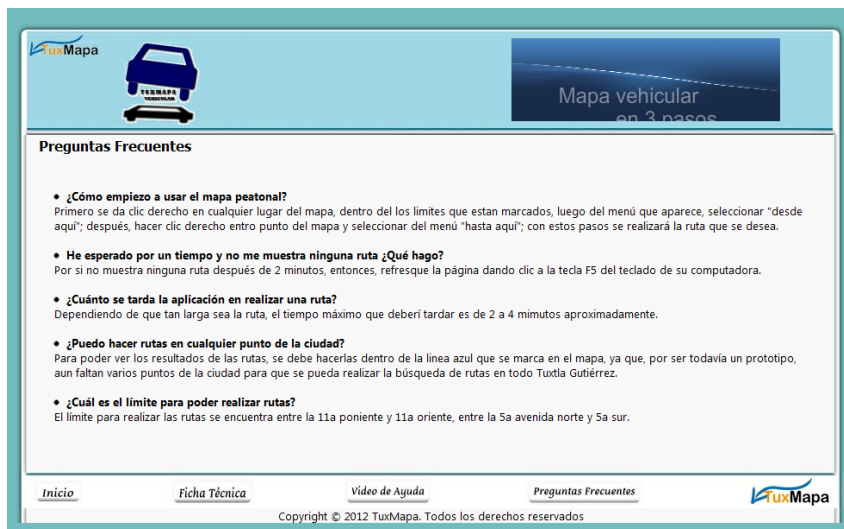 TuxMapa
TUXMAPA
VEHICULAR
Mapa vehicular
en 3 pasos
Preguntas Frecuentes
• ¿Cómo empiezo a usar el mapa peatonal?
Primero se da clic derecho en cualquier lugar del mapa, dentro del los limites que estan marcados, luego del menú que aparece, seleccionar "desde
aquí"; después, hacer clic derecho entro punto del mapa y seleccionar del menú "hasta aquí"; con estos pasos se realizará la ruta que se desea.
• He esperado por un tiempo y no me muestra ninguna ruta ¿Qué hago?
Por si no muestra ninguna ruta después de 2 minutos, entonces, refresque la página dando clic a la tecla F5 del teclado de su computadora.
• ¿Cuánto se tarda la aplicación en realizar una ruta?
Dependiendo de que tan larga sea la ruta, el tiempo máximo que deberí tardar es de 2 a 4 mimutos aproximadamente.
• ¿Puedo hacer rutas en cualquier punto de la ciudad?
Para poder ver los resultados de las rutas, se debe hacerlas dentro de la linea azul que se marca en el mapa, ya que, por ser todavía un prototipo,
aun faltan varios puntos de la ciudad para que se pueda realizar la búsqueda de rutas en todo Tuxtla Gutiérrez.
• ¿Cuál es el límite para poder realizar rutas?
El límite para realizar las rutas se encuentra entre la 11a poniente y 11a oriente, entre la 5a avenida norte y 5a sur.
Inicio
Ficha Técnica
Video de Ayuda
Preguntas Frecuentes
TuxMapa
Copyright © 2012 TuxMapa. Todos los derechos reservados